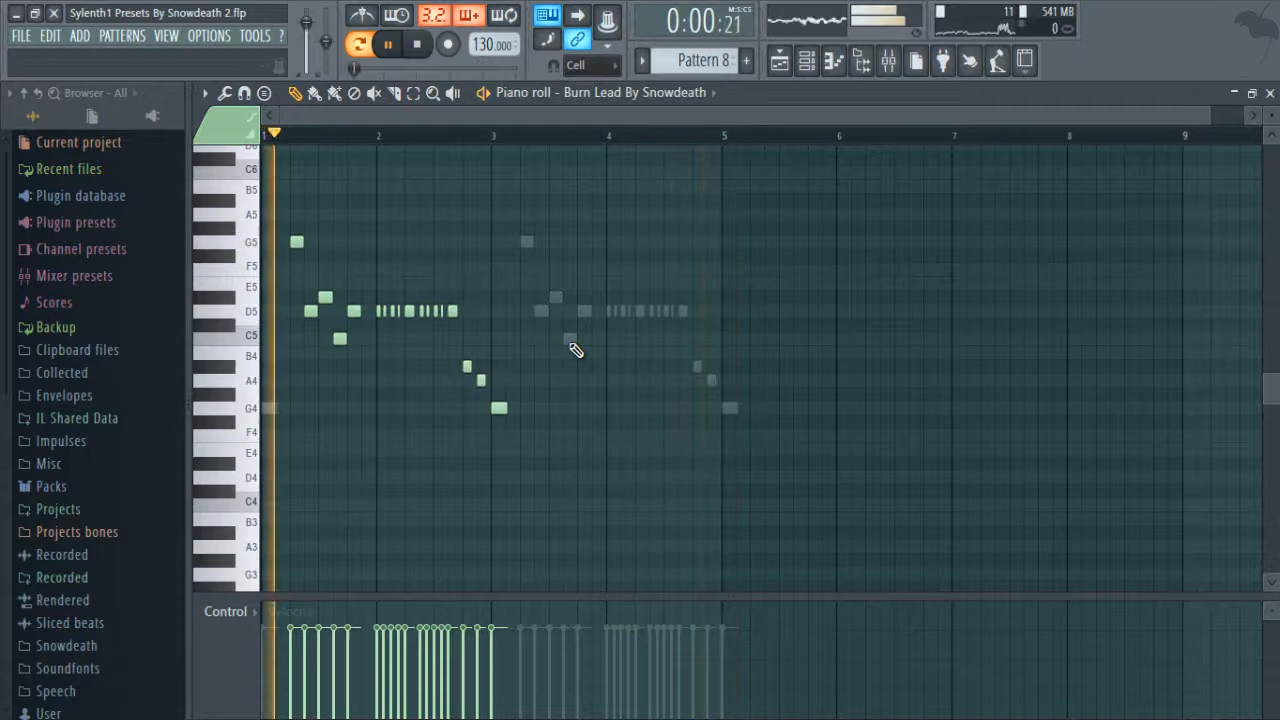 Sylenth1 Presets By Snowdeath 2.flp
FILE EDIT ADD PATTERNS VIEW OPTIONS TOOLS ?
3.2
130.000
Cell
0:00:21
M:S:CS
Pattern 8
11
541 MB
0
Browser - All
Piano roll - Burn Lead By Snowdeath
Current project
Recent files
Plugin database
Plugin presets
Channel presets
Mixer presets
Scores
Backup
Clipboard files
Collected
Envelopes
IL Shared Data
Impulses
Misc
Packs
Projects
Projects bones
Recorded
Recorded
Rendered
Sliced beats
Snowdeath
Soundfonts
Speech
User
1 2 3 4 5 6 7 8 9
D6
C6
B5
A5
G5
F5
E5
D5
C5
B4
A4
G4
F4
E4
D4
C4
B3
A3
G3
Control
Velocity